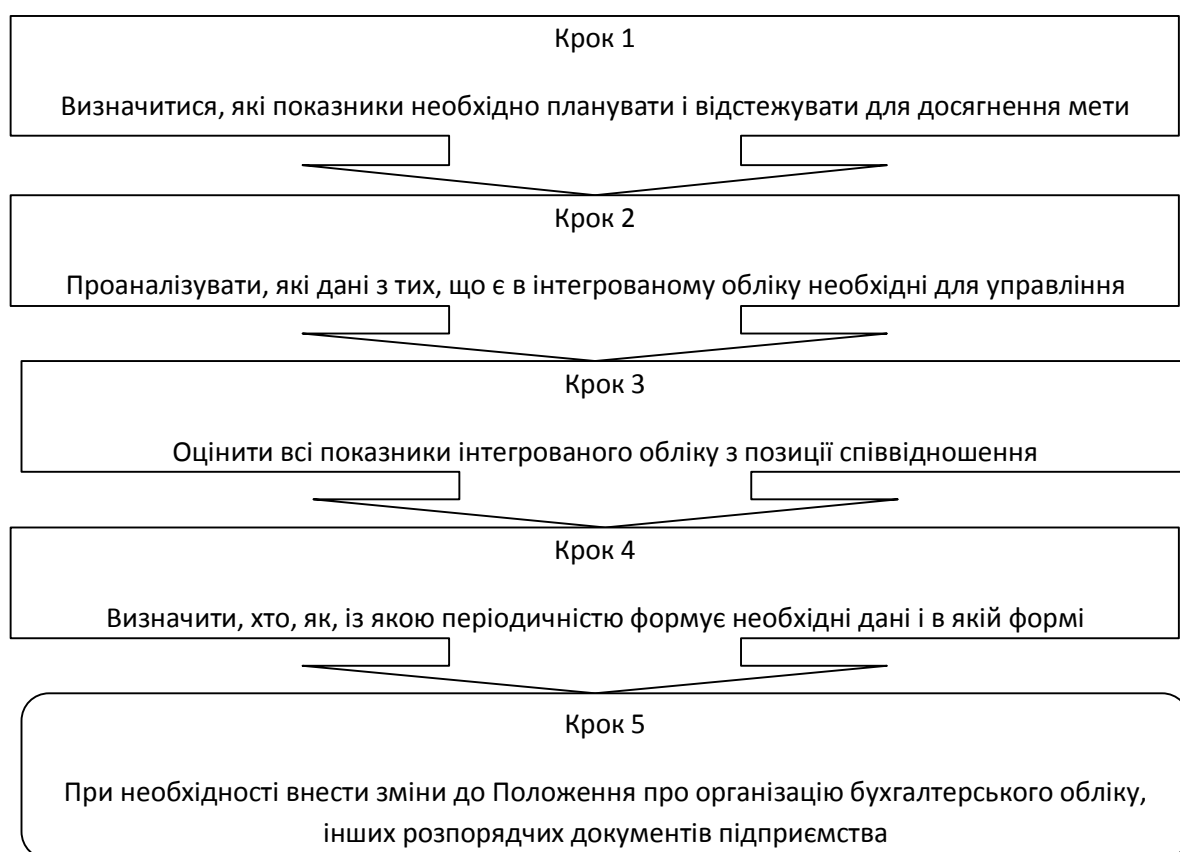 Крок 1
Визначитися, які показники необхідно планувати і відстежувати для досягнення мети
Крок 2
Проаналізувати, які дані з тих, що є в інтегрованому обліку необхідні для управління
Крок 3
Оцінити всі показники інтегрованого обліку з позиції співвідношення
Крок 4
Визначити, хто, як, із якою періодичністю формує необхідні дані і в якій формі
Крок 5
При необхідності внести зміни до Положення про організацію бухгалтерського обліку,
інших розпорядчих документів підприємства